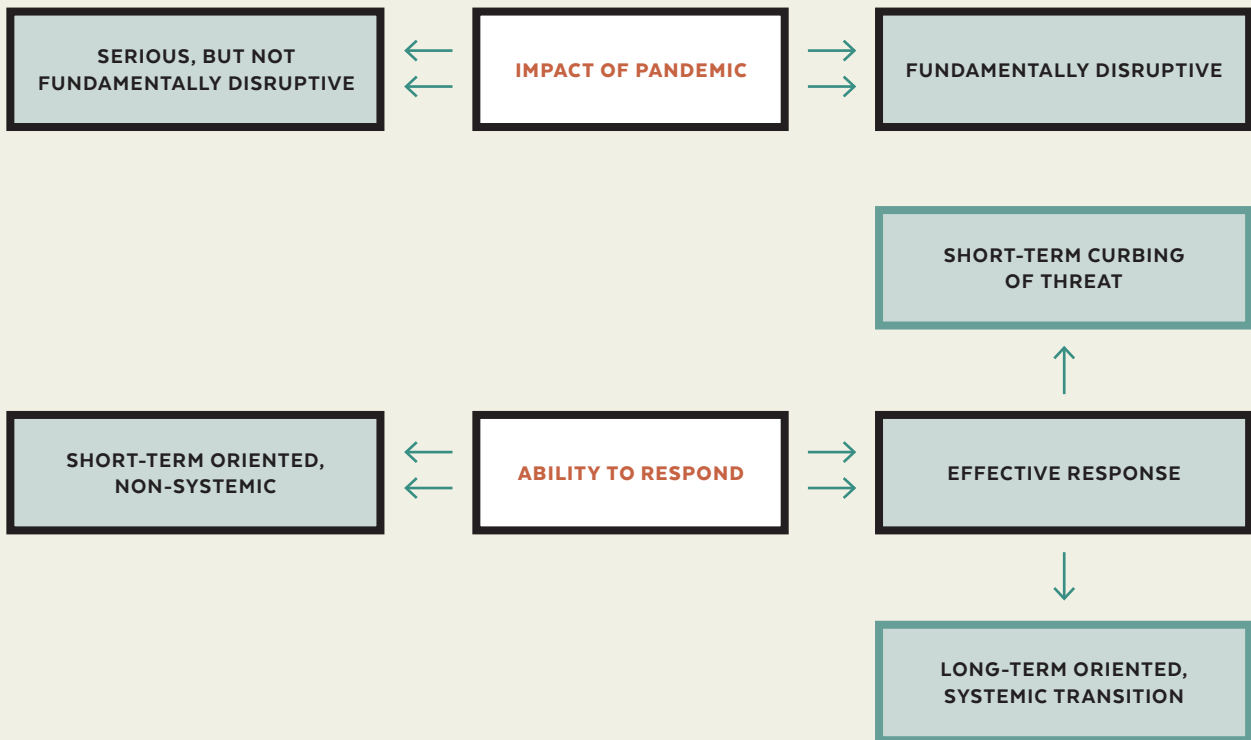 SERIOUS, BUT NOT
FUNDAMENTALLY DISRUPTIVE
IMPACT OF PANDEMIC
FUNDAMENTALLY DISRUPTIVE
SHORT-TERM CURBING
OF THREAT
SHORT-TERM ORIENTED,
NON-SYSTEMIC
ABILITY TO RESPOND
EFFECTIVE RESPONSE
LONG-TERM ORIENTED,
SYSTEMIC TRANSITION